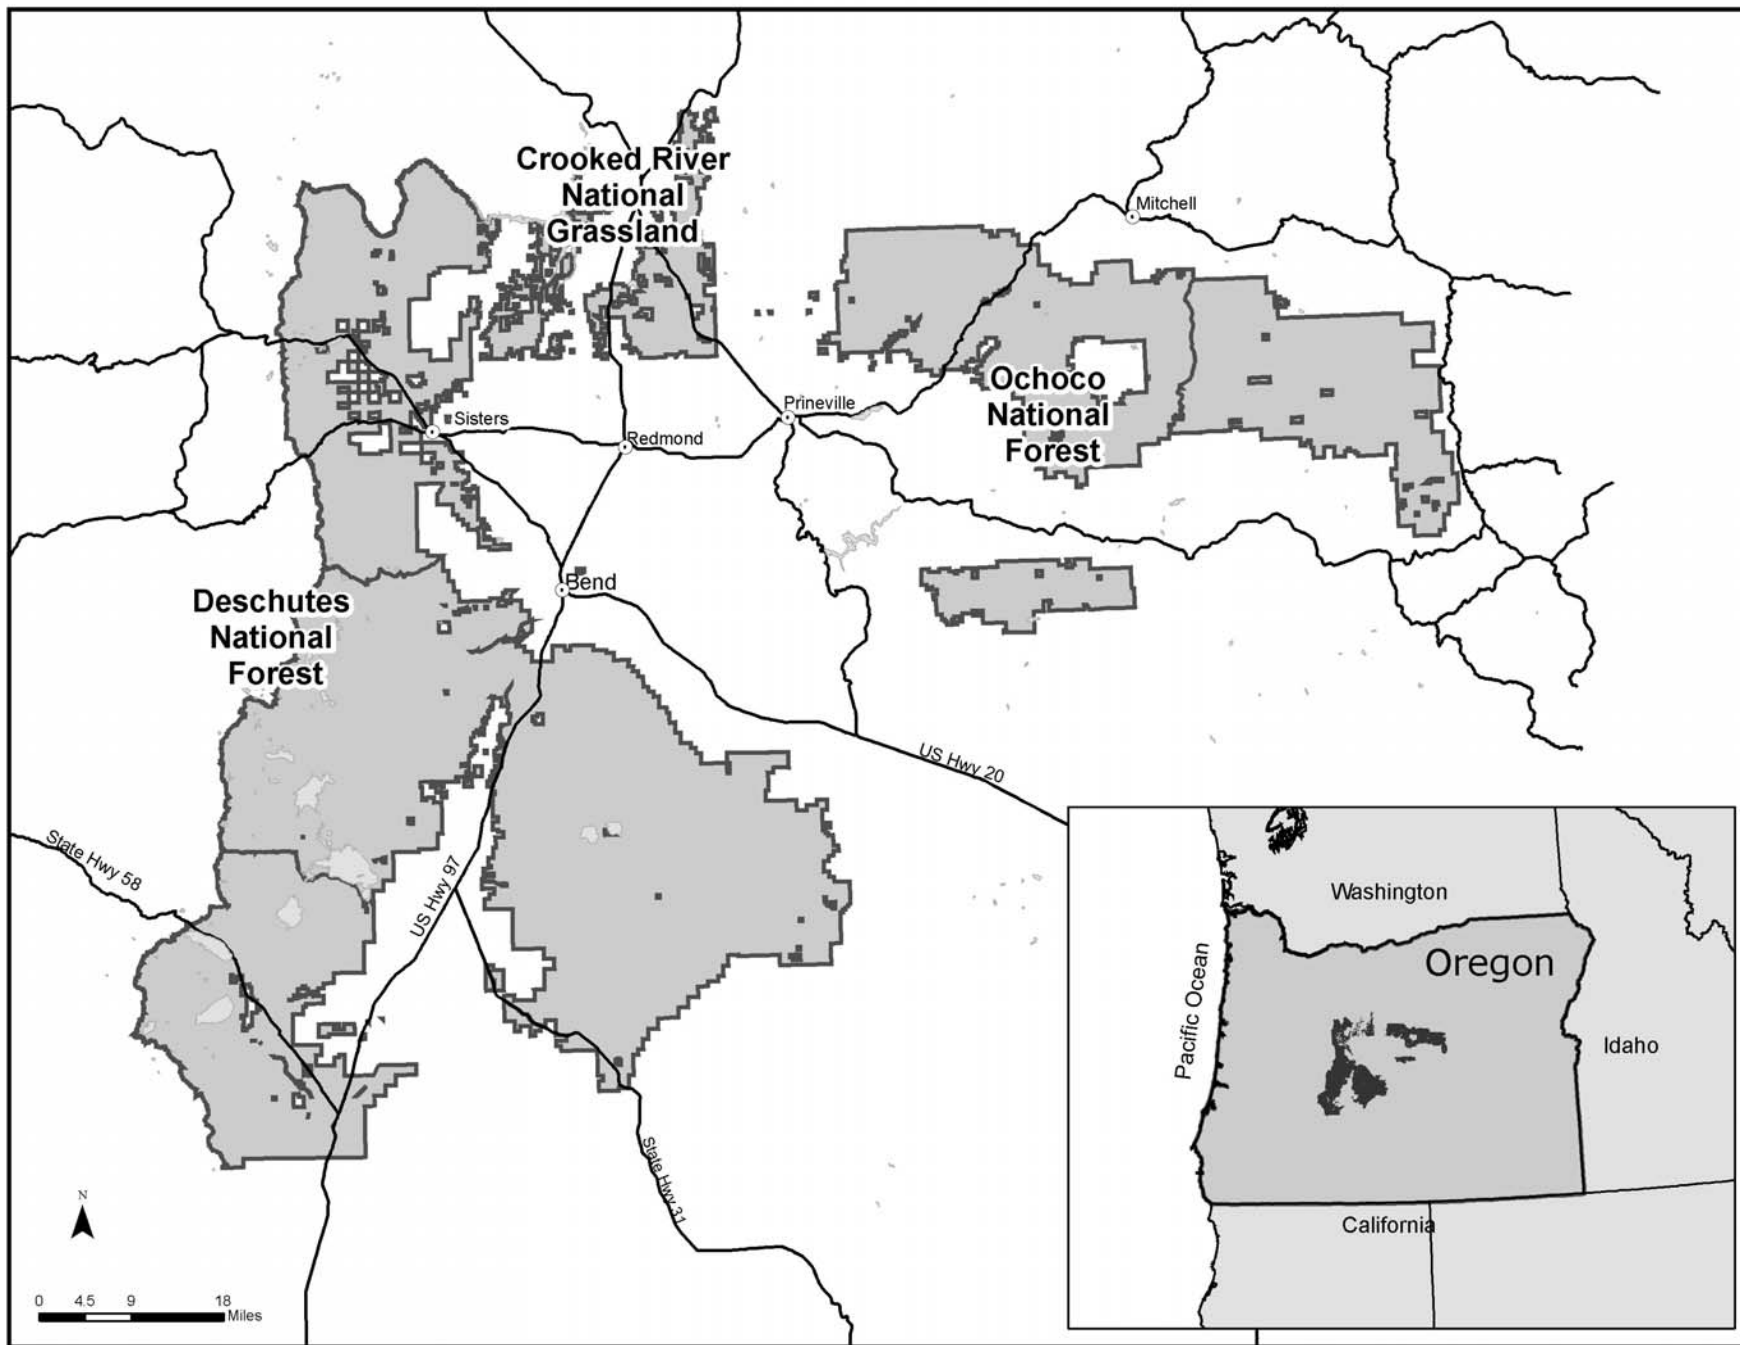 Crooked River
National
Grassland
Mitchell
Ochoco
National
Forest
Prineville
Sisters
Redmond
Bend
Deschutes
National
Forest
US Hwy 20
State Hwy 58
US Hwy 97
State Hwy 31
N
0 4.5 9 18
Miles
Washington
Oregon
Pacific Ocean
Idaho
California